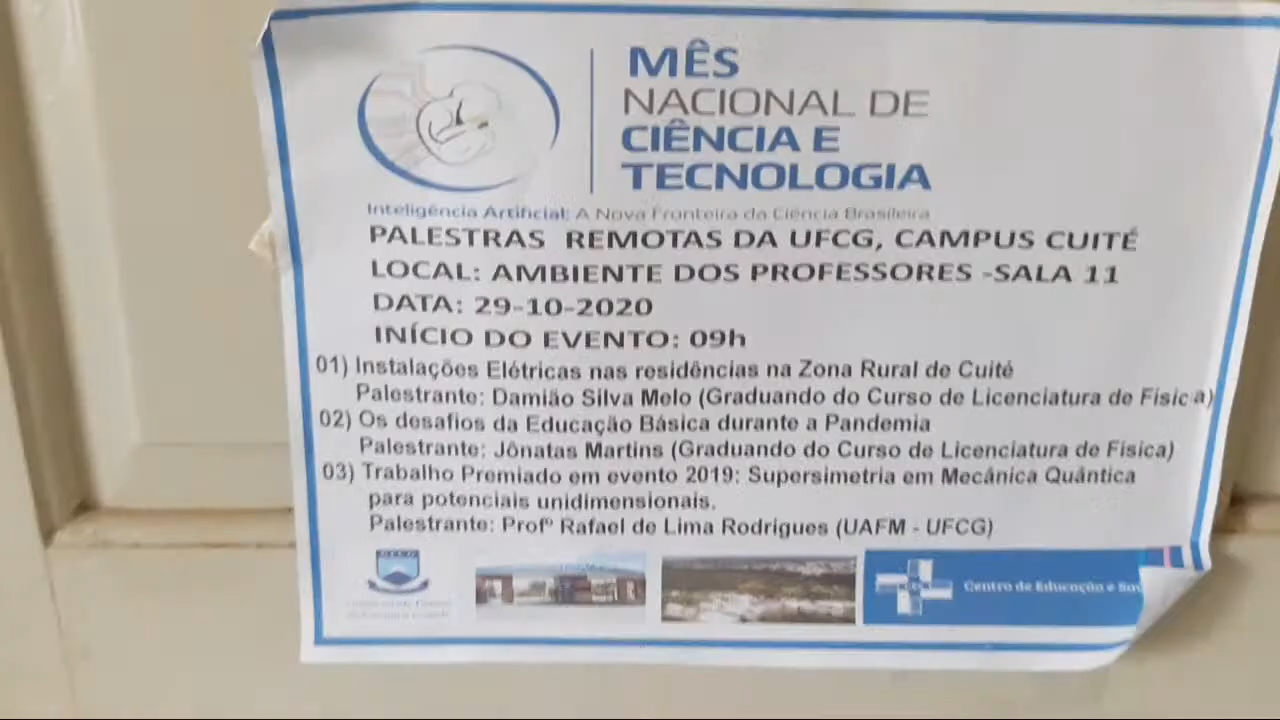 MÊS
NACIONAL DE
CIÊNCIA E
TECNOLOGIA
Inteligência Artificial: A Nova Fronteira da Ciência Brasileira
PALESTRAS REMOTAS DA UFCG, CAMPUS CUITÉ
LOCAL: AMBIENTE DOS PROFESSORES -SALA 11
DATA: 29-10-2020
INÍCIO DO EVENTO: 09h
01) Instalações Elétricas nas residências na Zona Rural de Cuité
Palestrante: Damião Silva Melo (Graduando do Curso de Licenciatura de Física)
02) Os desafios da Educação Básica durante a Pandemia
Palestrante: Jônatas Martins (Graduando do Curso de Licenciatura de Física)
03) Trabalho Premiado em evento 2019: Supersimetria em Mecânica Quântica
para potenciais unidimensionais.
Palestrante: Profº Rafael de Lima Rodrigues (UAFM - UFCG)
Centro de Educação e